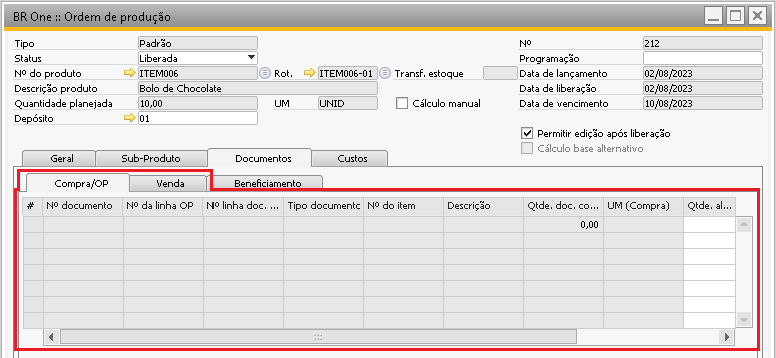 BR One :: Ordem de produção
Tipo Padrão Nº 212
Status Liberada Programação
Nº do produto ITEM006 Rot. ITEM006-01 Transf. estoque Data de lançamento 02/08/2023
Descrição produto Bolo de Chocolate Data de liberação 02/08/2023
Quantidade planejada 10,00 UM UNID Cálculo manual Data de vencimento 10/08/2023
Depósito 01
Permitir edição após liberação
Cálculo base alternativo
Geral Sub-Produto Documentos Custos
Compra/OP Venda Beneficiamento
# Nº documento Nº da linha OP Nº linha doc. ... Tipo documento Nº do item Descrição Qtde. doc. co... UM (Compra) Qtde. al...
0,00